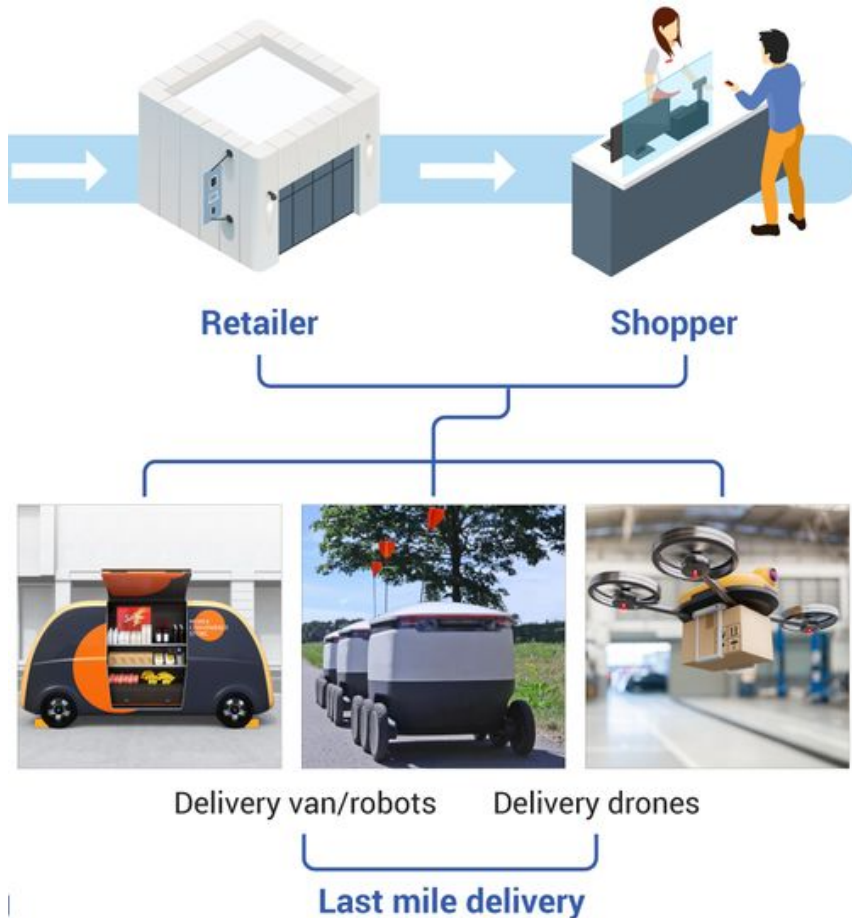 Retailer
Shopper
Delivery van/robots
Delivery drones
Last mile delivery